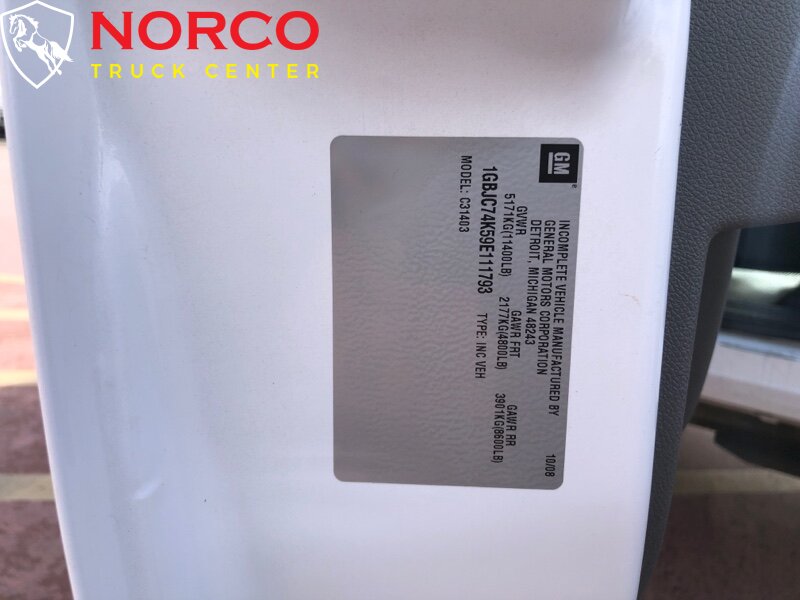 NORCO
TRUCK CENTER
GM
INCOMPLETE VEHICLE MANUFACTURED BY
GENERAL MOTORS CORPORATION
DETROIT, MICHIGAN 48243
10/08
GVWR GAWR FRT GAWR RR
5171KG(11400LB) 2177KG(4800LB) 3901KG(8600LB)
1GBJC74K59E111793
MODEL: C31403 TYPE: INC VEH